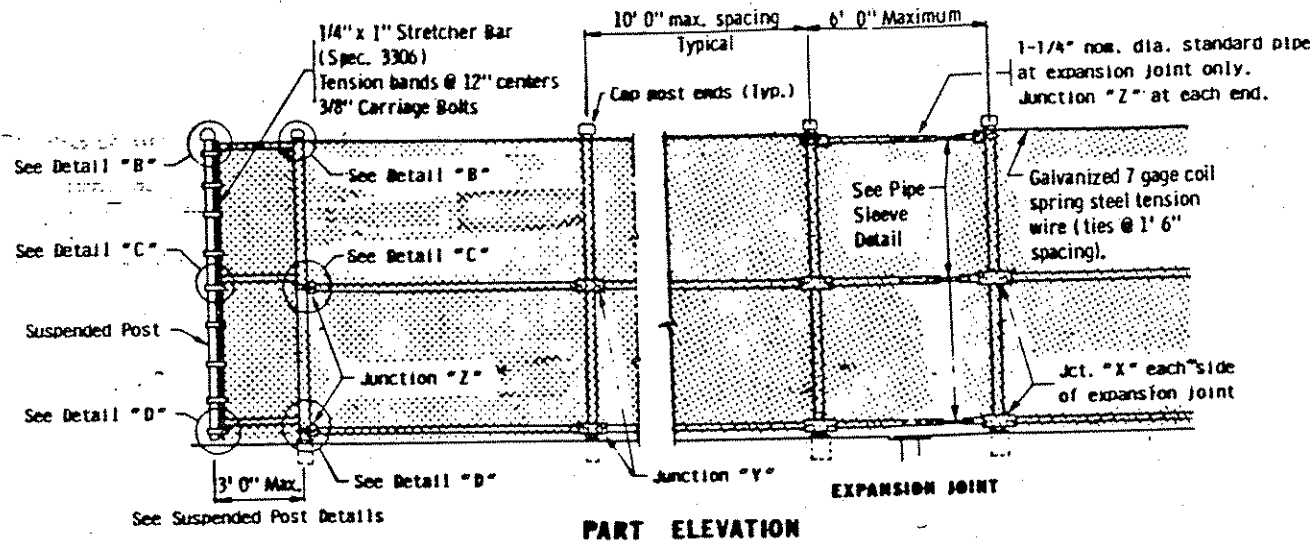 1/4" x 1" Stretcher Bar
(Spec. 3306)
Tension bands @ 12" centers
3/8" Carriage Bolts
10' 0" max. spacing
Typical
6' 0" Maximum
1-1/4" nom. dia. standard pipe
at expansion joint only.
Junction "Z" at each end.
Cap post ends (Typ.)
See Detail "B"
See Detail "B"
See Pipe
Sleeve
Detail
Galvanized 7 gage coil
spring steel tension
wire (ties @ 1' 6"
spacing).
See Detail "C"
See Detail "C"
Suspended Post
Junction "Z"
Jct. "X" each side
of expansion joint
See Detail "D"
See Detail "D"
Junction "Y"
3' 0" Max.
EXPANSION JOINT
See Suspended Post Details
PART ELEVATION